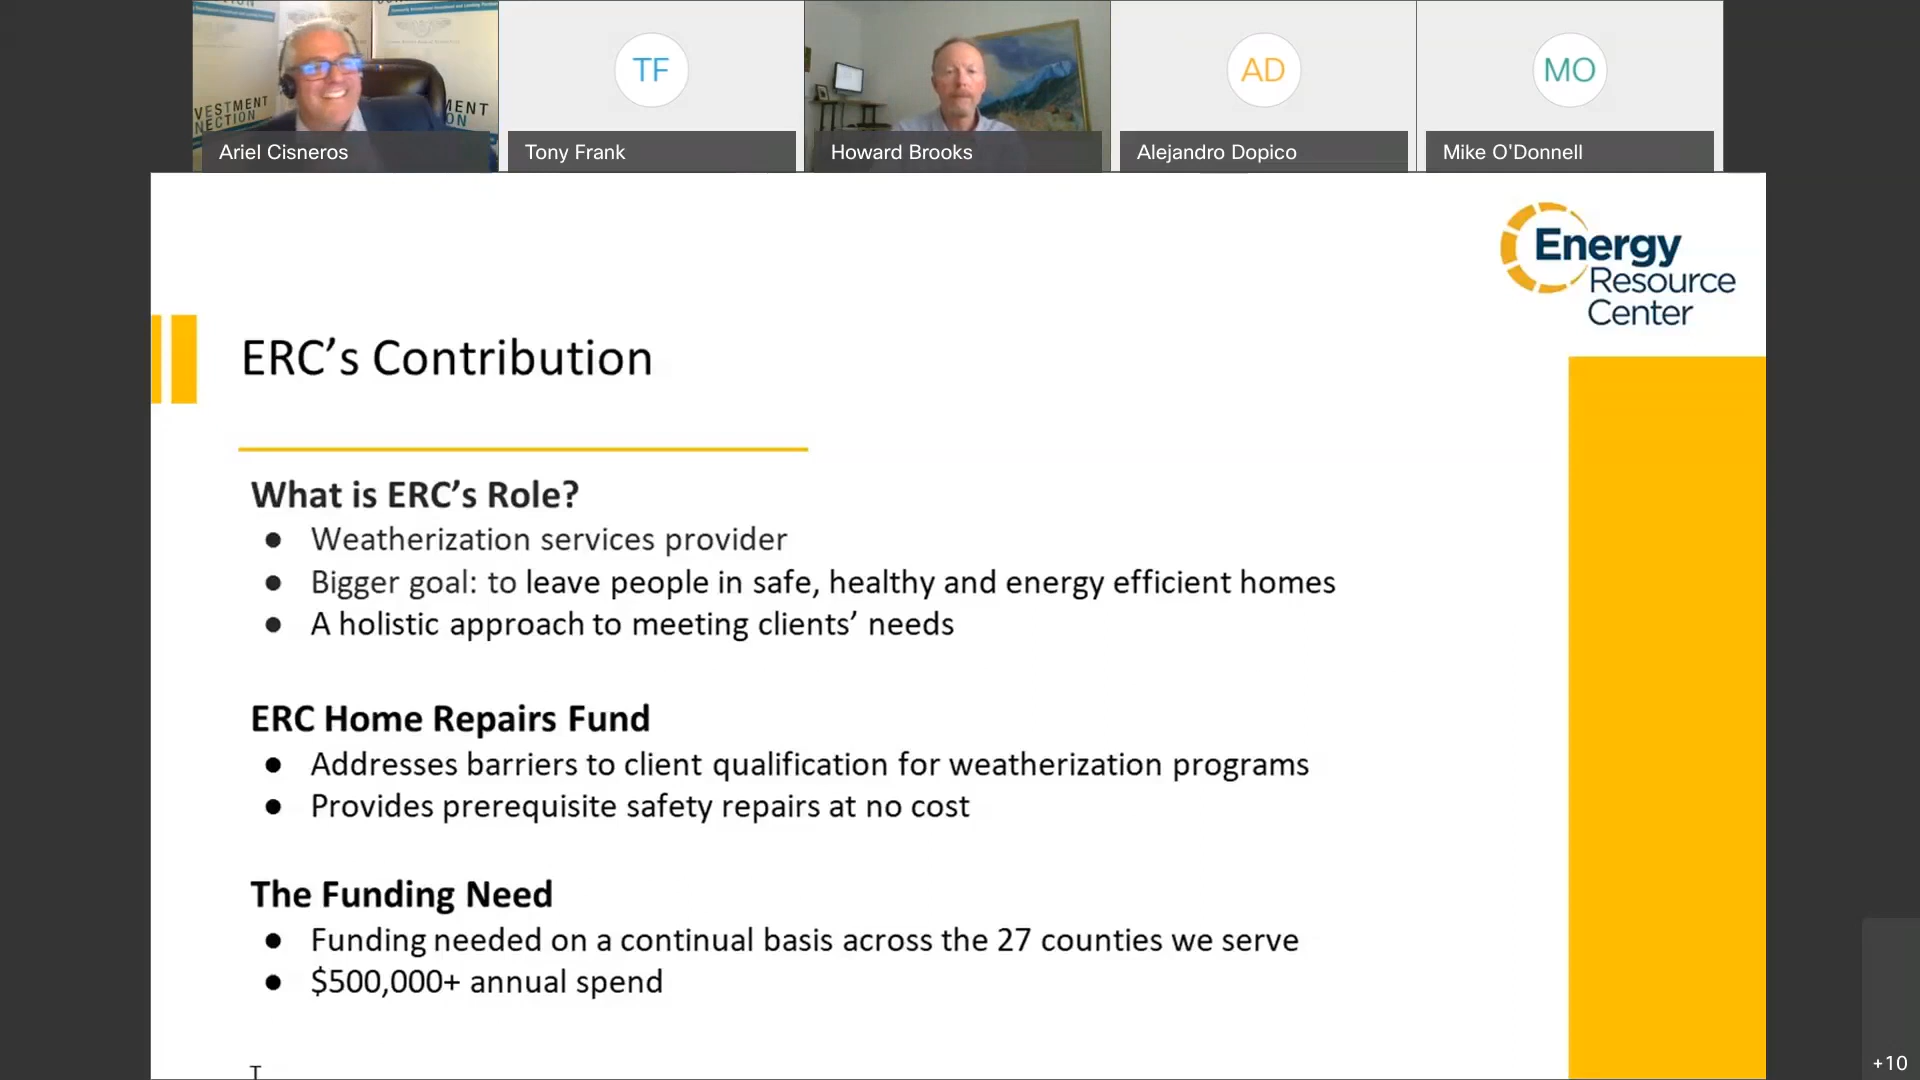 VESTMENT
NNECTION
MENT
ON
Ariel Cisneros
TF
Tony Frank
Howard Brooks
AD
Alejandro Dopico
MO
Mike O'Donnell
Energy
Resource
Center
ERC’s Contribution
What is ERC’s Role?
● Weatherization services provider
● Bigger goal: to leave people in safe, healthy and energy efficient homes
● A holistic approach to meeting clients’ needs
ERC Home Repairs Fund
● Addresses barriers to client qualification for weatherization programs
● Provides prerequisite safety repairs at no cost
The Funding Need
● Funding needed on a continual basis across the 27 counties we serve
● $500,000+ annual spend
+10